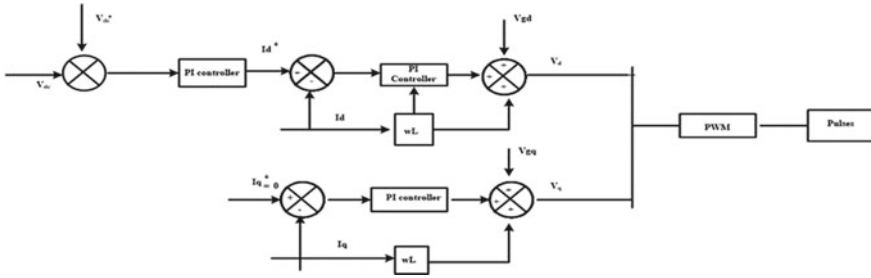 Vdc*
Vdc
PI controller
Id *
+
-
PI
Controller
Vgd
+
+
+
Vd
Id
wL
PWM
Pulses
Vgq
Iq* = 0
+
-
PI controller
+
+
+
Vq
Iq
wL